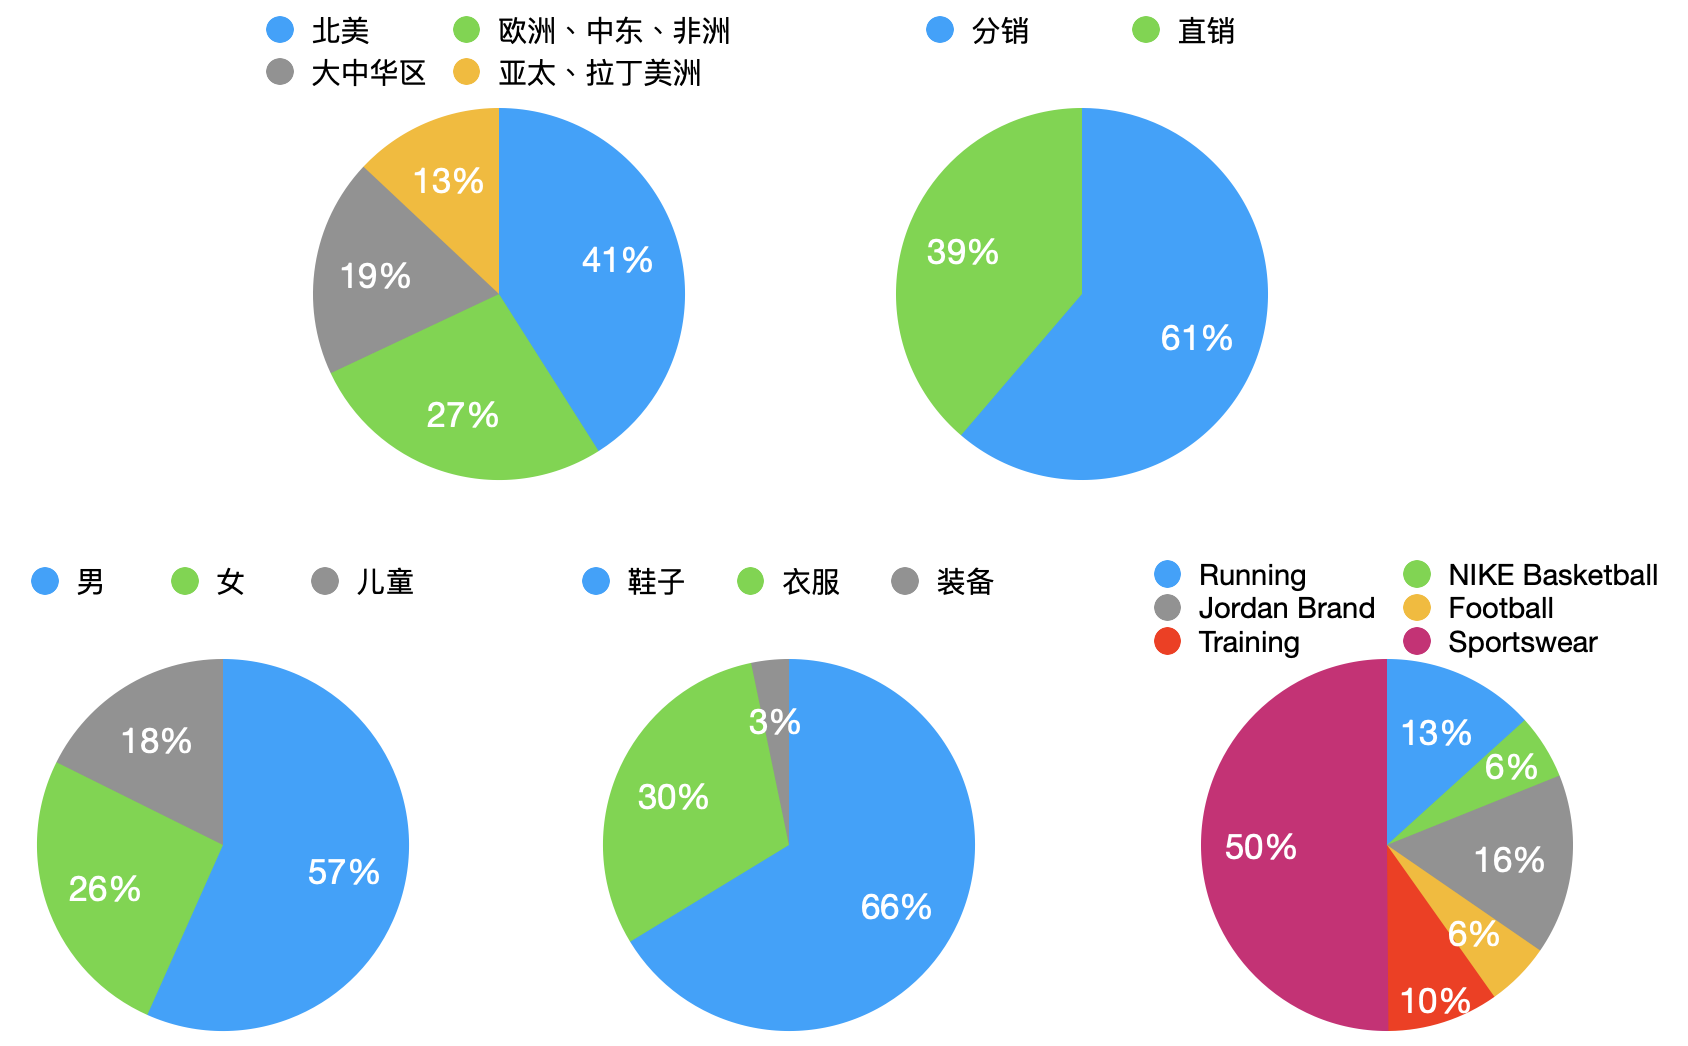 北美 欧洲、中东、非洲
大中华区 亚太、拉丁美洲
13%
41%
19%
27%
分销 直销
39%
61%
男 女 儿童
18%
57%
26%
鞋子 衣服 装备
3%
30%
66%
Running NIKE Basketball
Jordan Brand Football
Training Sportswear
13%
6%
50%
16%
6%
10%